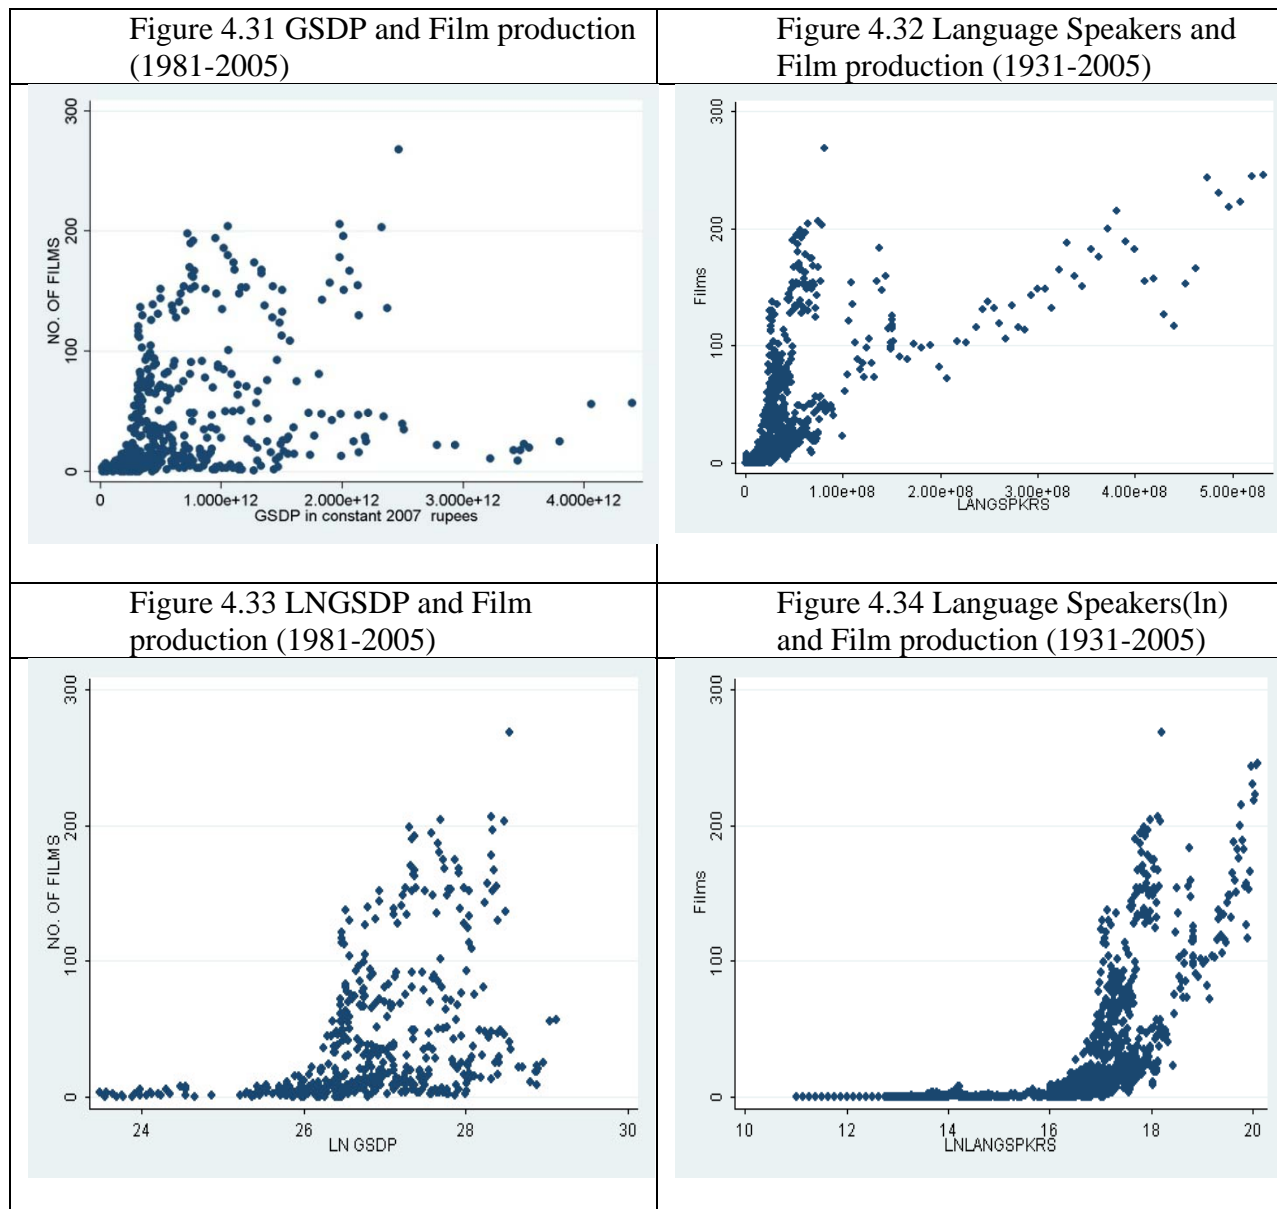 Figure 4.31 GSDP and Film production
(1981-2005)
Figure 4.32 Language Speakers and
Film production (1931-2005)
300
200
100
0
NO. OF FILMS
0
1.000e+12
2.000e+12
3.000e+12
4.000e+12
GSDP in constant 2007 rupees
300
200
100
0
Films
0
1.00e+08
2.00e+08
3.00e+08
4.00e+08
5.00e+08
LANGSPKRS
Figure 4.33 LNGSDP and Film
production (1981-2005)
Figure 4.34 Language Speakers(ln)
and Film production (1931-2005)
300
200
100
0
NO. OF FILMS
24
26
28
30
LN GSDP
300
200
100
0
Films
10
12
14
16
18
20
LNLANGSPKRS